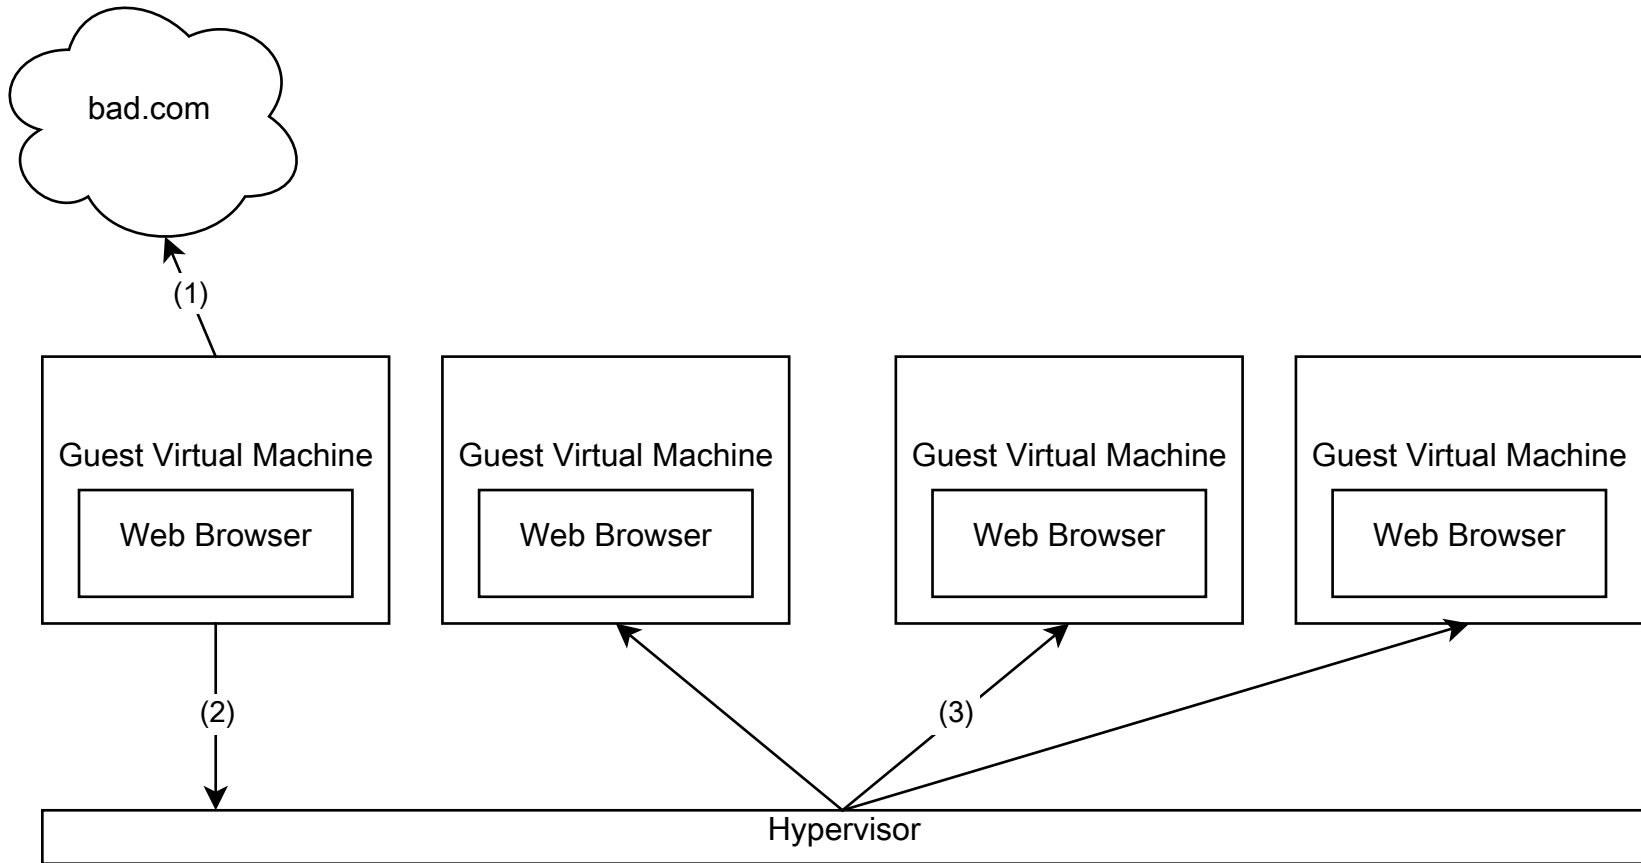 bad.com
(1)
Guest Virtual Machine
Web Browser
Guest Virtual Machine
Web Browser
Guest Virtual Machine
Web Browser
Guest Virtual Machine
Web Browser
(2)
(3)
Hypervisor